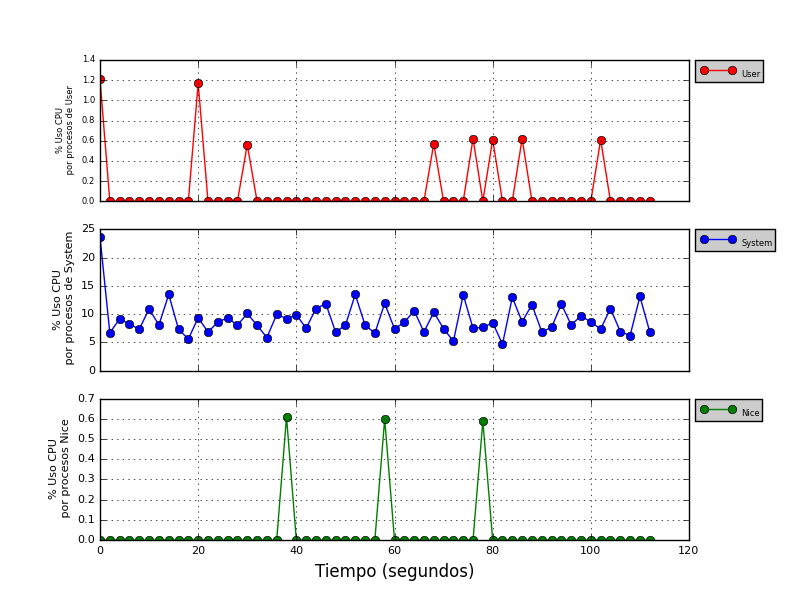 1.4
1.2
1.0
0.8
0.6
0.4
0.2
0.0
% Uso CPU
por procesos de User
User
25
20
15
10
5
0
% Uso CPU
por procesos de System
System
0.7
0.6
0.5
0.4
0.3
0.2
0.1
0.0
% Uso CPU
por procesos Nice
Nice
0 20 40 60 80 100 120
Tiempo (segundos)